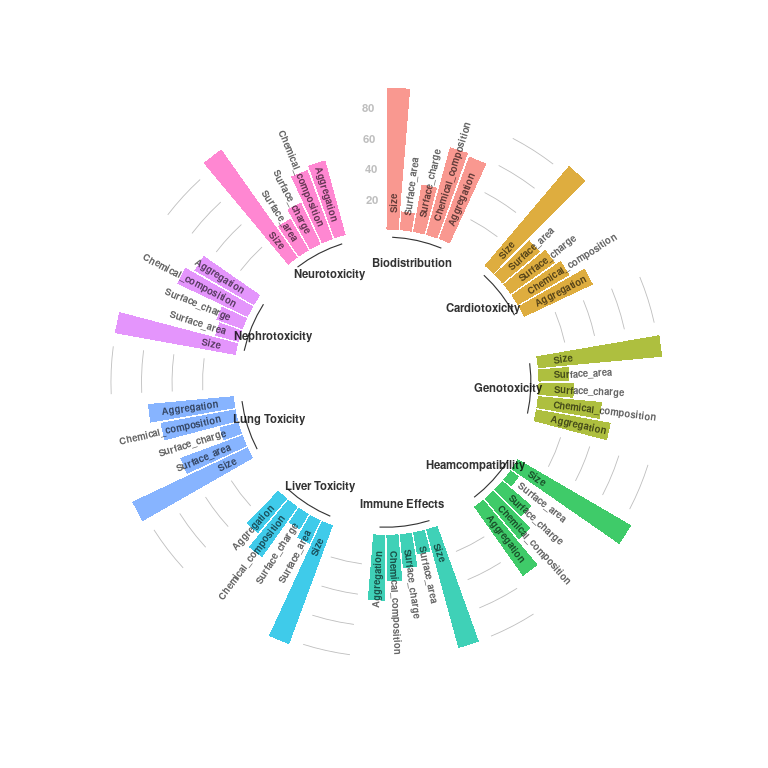 80
60
40
20
Size
Surface_area
Surface_charge
Chemical_composition
Aggregation
Biodistribution
Size
Surface_area
Surface_charge
Chemical_composition
Aggregation
Cardiotoxicity
Size
Surface_area
Surface_charge
Chemical_composition
Aggregation
Genotoxicity
Size
Surface_area
Surface_charge
Chemical_composition
Aggregation
Heamcompatibility
Size
Surface_area
Surface_charge
Chemical_composition
Aggregation
Immune Effects
Size
Surface_area
Surface_charge
Chemical_composition
Aggregation
Liver Toxicity
Size
Surface_area
Surface_charge
Chemical_composition
Aggregation
Lung Toxicity
Size
Surface_area
Surface_charge
Chemical_composition
Aggregation
Nephrotoxicity
Size
Surface_area
Surface_charge
Chemical_composition
Aggregation
Neurotoxicity